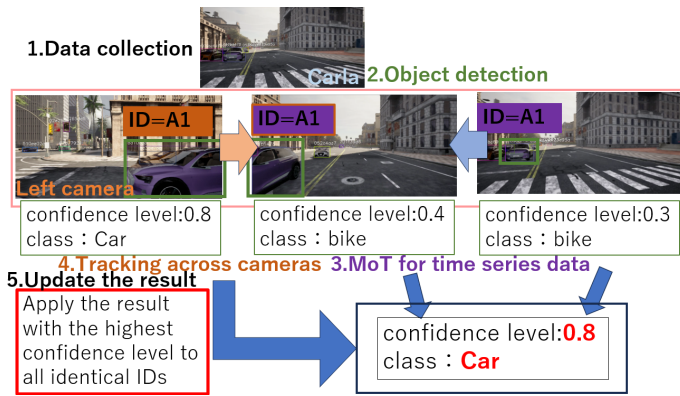 1.Data collection
Carla
2.Object detection
ID=A1
ID=A1
ID=A1
Left camera
confidence level:0.8
class：Car
confidence level:0.4
class：bike
confidence level:0.3
class：bike
4.Tracking across cameras
3.MoT for time series data
5.Update the result
Apply the result
with the highest
confidence level to
all identical IDs
confidence level:0.8
class：Car